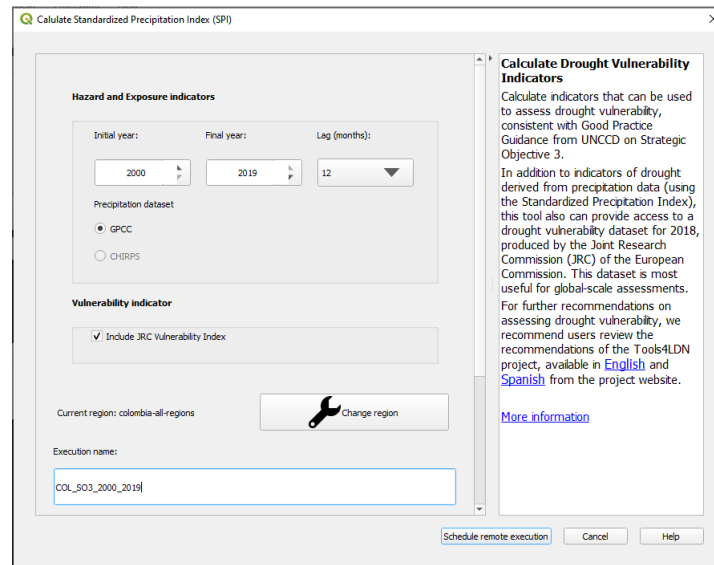 Calulate Standardized Precipitation Index (SPI)
Hazard and Exposure indicators
Initial year:
Final year:
Lag (months):
2000
2019
12
Precipitation dataset
GPCC
CHIRPS
Vulnerability indicator
Include JRC Vulnerability Index
Current region: colombia-all-regions
Change region
Execution name:
COL_SO3_2000_2019
Calculate Drought Vulnerability
Indicators
Calculate indicators that can be used
to assess drought vulnerability,
consistent with Good Practice
Guidance from UNCCD on Strategic
Objective 3.
In addition to indicators of drought
derived from precipitation data (using
the Standardized Precipitation Index),
this tool also can provide access to a
drought vulnerability dataset for 2018,
produced by the Joint Research
Commission (JRC) of the European
Commission. This dataset is most
useful for global-scale assessments.
For further recommendations on
assessing drought vulnerability, we
recommend users review the
recommendations of the Tools4LDN
project, available in English and
Spanish from the project website.
More information
Schedule remote execution
Cancel
Help